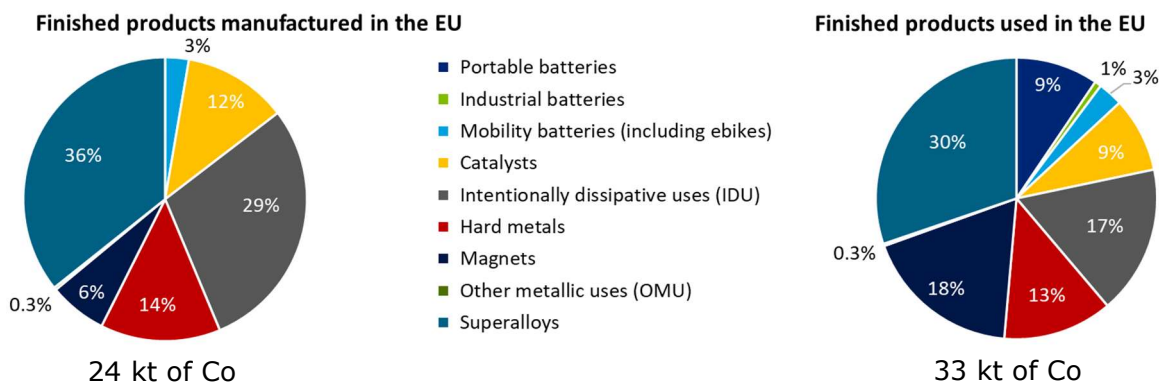 Finished products manufactured in the EU
3%
12%
36%
29%
0.3%
6%
14%
24 kt of Co
Portable batteries
Industrial batteries
Mobility batteries (including ebikes)
Catalysts
Intentionally dissipative uses (IDU)
Hard metals
Magnets
Other metallic uses (OMU)
Superalloys
Finished products used in the EU
1%
3%
9%
30%
9%
17%
0.3%
18%
13%
33 kt of Co